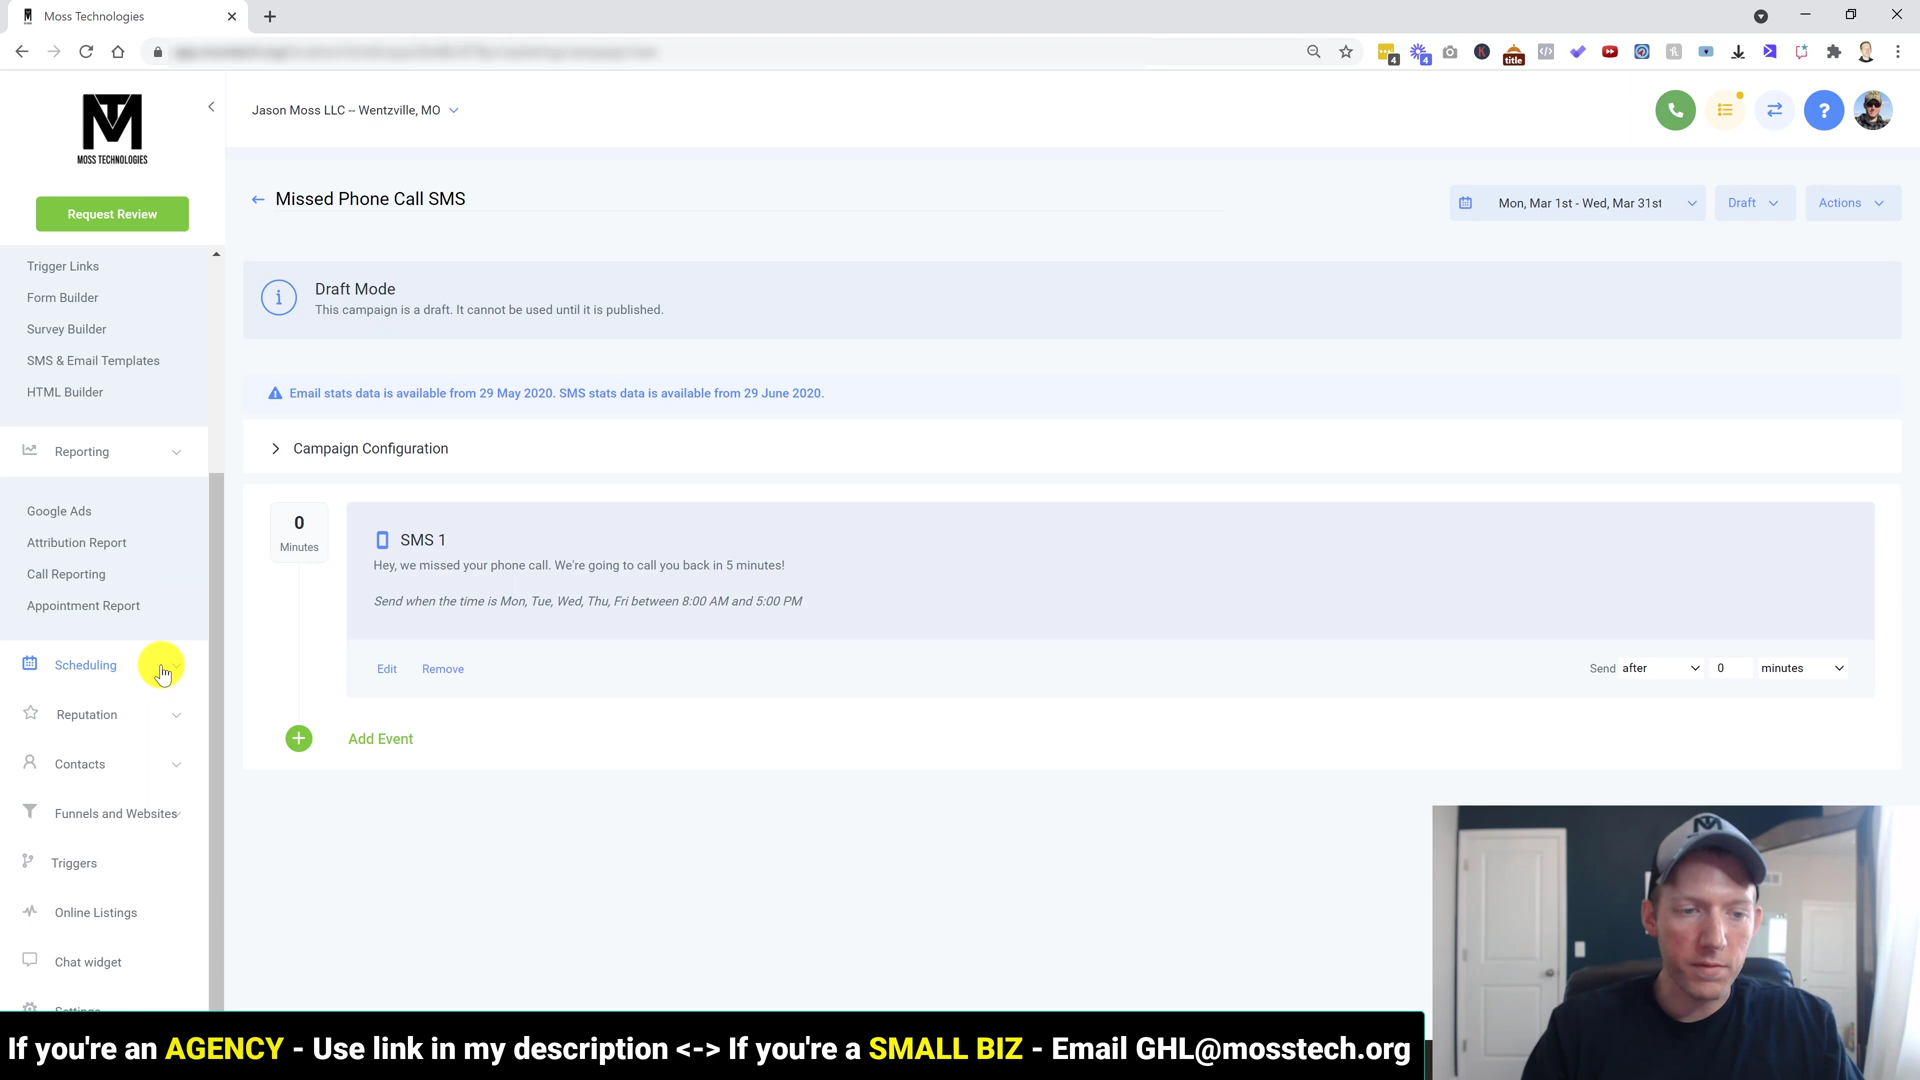 Moss Technologies
4
4
title
MOSS TECHNOLOGIES
Jason Moss LLC -- Wentzville, MO
?
Request Review
Missed Phone Call SMS
Mon, Mar 1st - Wed, Mar 31st
Draft
Actions
Trigger Links
Form Builder
Survey Builder
SMS & Email Templates
HTML Builder
Draft Mode
This campaign is a draft. It cannot be used until it is published.
Email stats data is available from 29 May 2020. SMS stats data is available from 29 June 2020.
Reporting
Campaign Configuration
Google Ads
Attribution Report
Call Reporting
Appointment Report
0
Minutes
SMS 1
Hey, we missed your phone call. We're going to call you back in 5 minutes!
Send when the time is Mon, Tue, Wed, Thu, Fri between 8:00 AM and 5:00 PM
Edit
Remove
Send
after
0
minutes
Add Event
Scheduling
Reputation
Contacts
Funnels and Websites
Triggers
Online Listings
Chat widget
Settings
If you're an AGENCY - Use link in my description <-> If you're a SMALL BIZ - Email GHL@mosstech.org